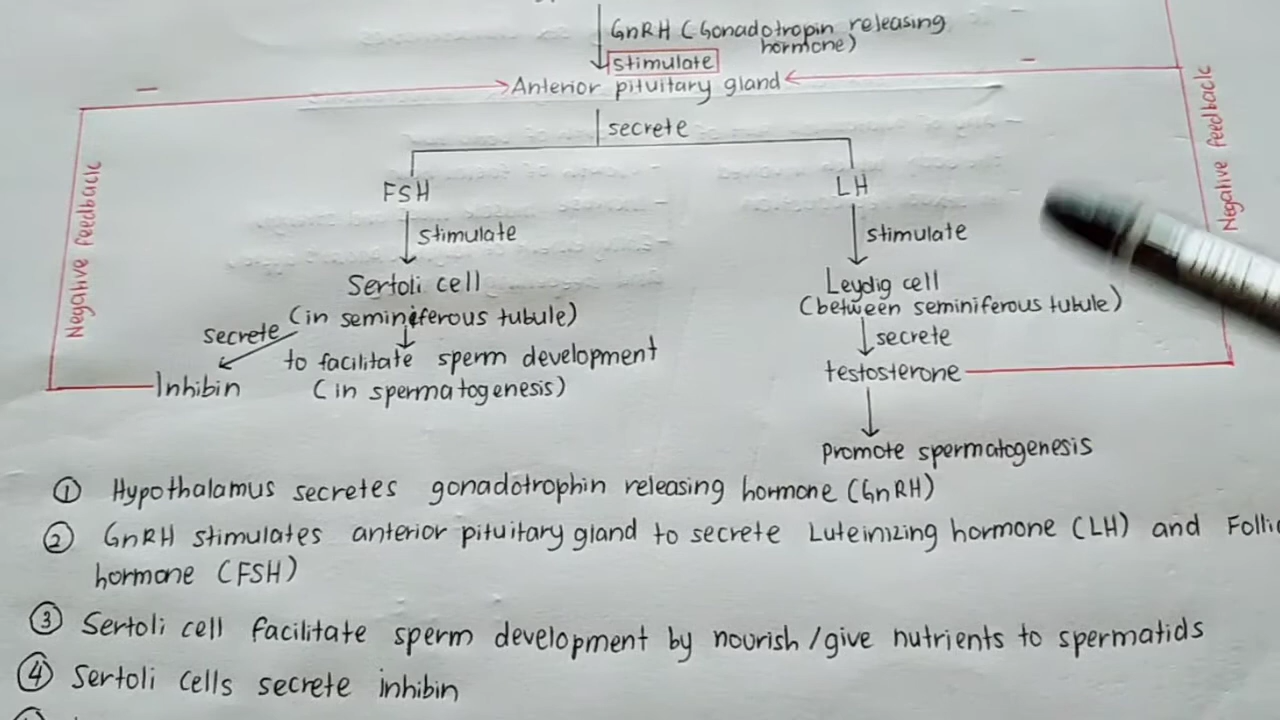 GnRH (Gonadotropin releasing
hormone)
stimulate
Anterior pituitary gland
secrete
FSH
LH
stimulate
stimulate
Sertoli cell
(in seminiferous tubule)
Leydig cell
(between seminiferous tubule)
secrete
secrete
to facilitate sperm development
(in spermatogenesis)
Inhibin
testosterone
Promote spermatogenesis
Negative feedback
Negative feedback
① Hypothalamus secretes gonadotrophin releasing hormone (GnRH)
② GnRH stimulates anterior pituitary gland to secrete Luteinizing hormone (LH) and Follic
hormone (FSH)
③ Sertoli cell facilitate sperm development by nourish/give nutrients to spermatids
④ Sertoli cells secrete inhibin